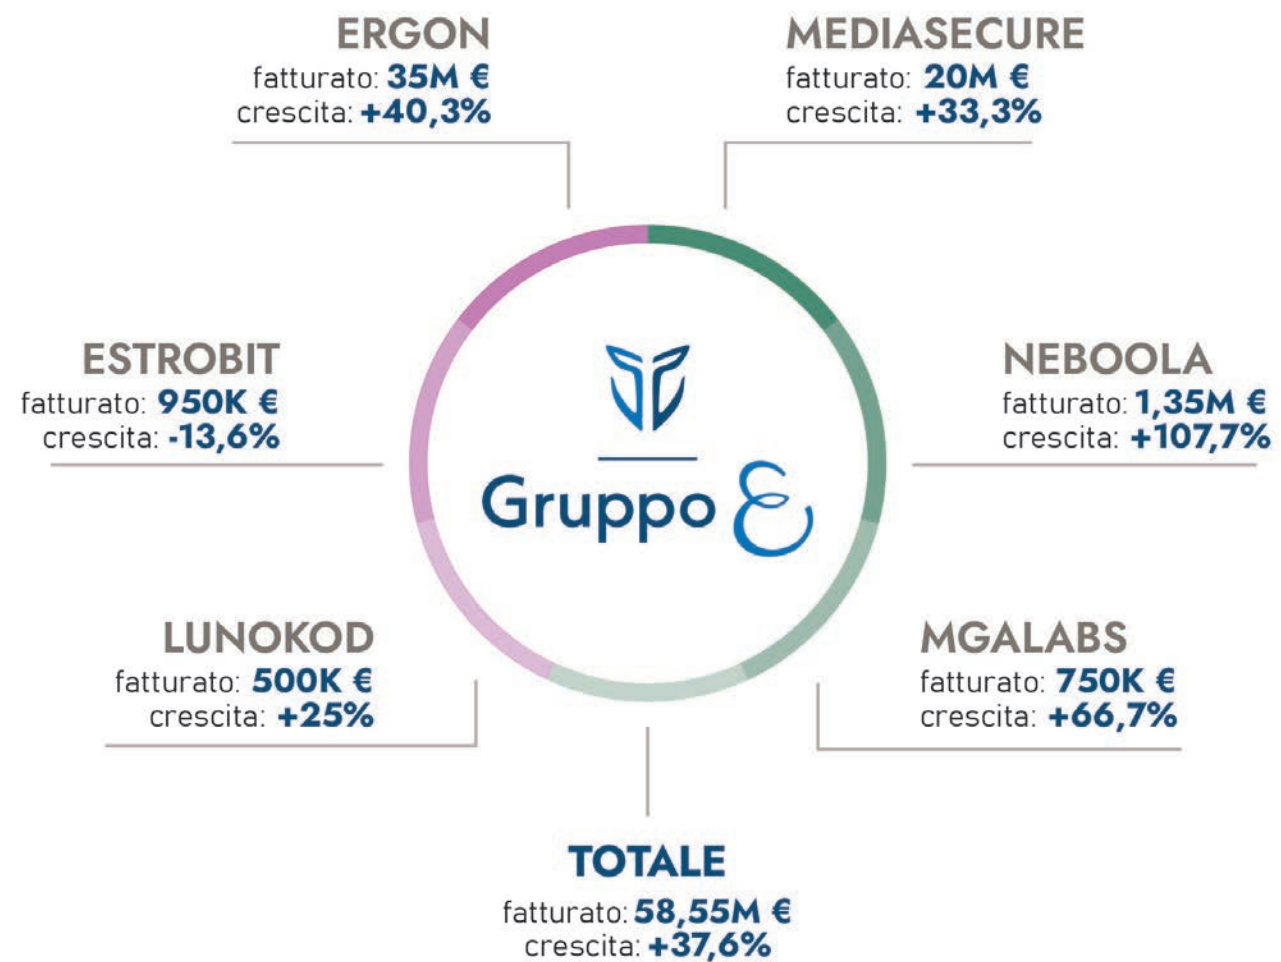 ERGON
fatturato: 35M €
crescita: +40,3%
MEDIASECURE
fatturato: 20M €
crescita: +33,3%
ESTROBIT
fatturato: 950K €
crescita: -13,6%
NEBOOLA
fatturato: 1,35M €
crescita: +107,7%
Gruppo E
LUNOKOD
fatturato: 500K €
crescita: +25%
MGALABS
fatturato: 750K €
crescita: +66,7%
TOTALE
fatturato: 58,55M €
crescita: +37,6%